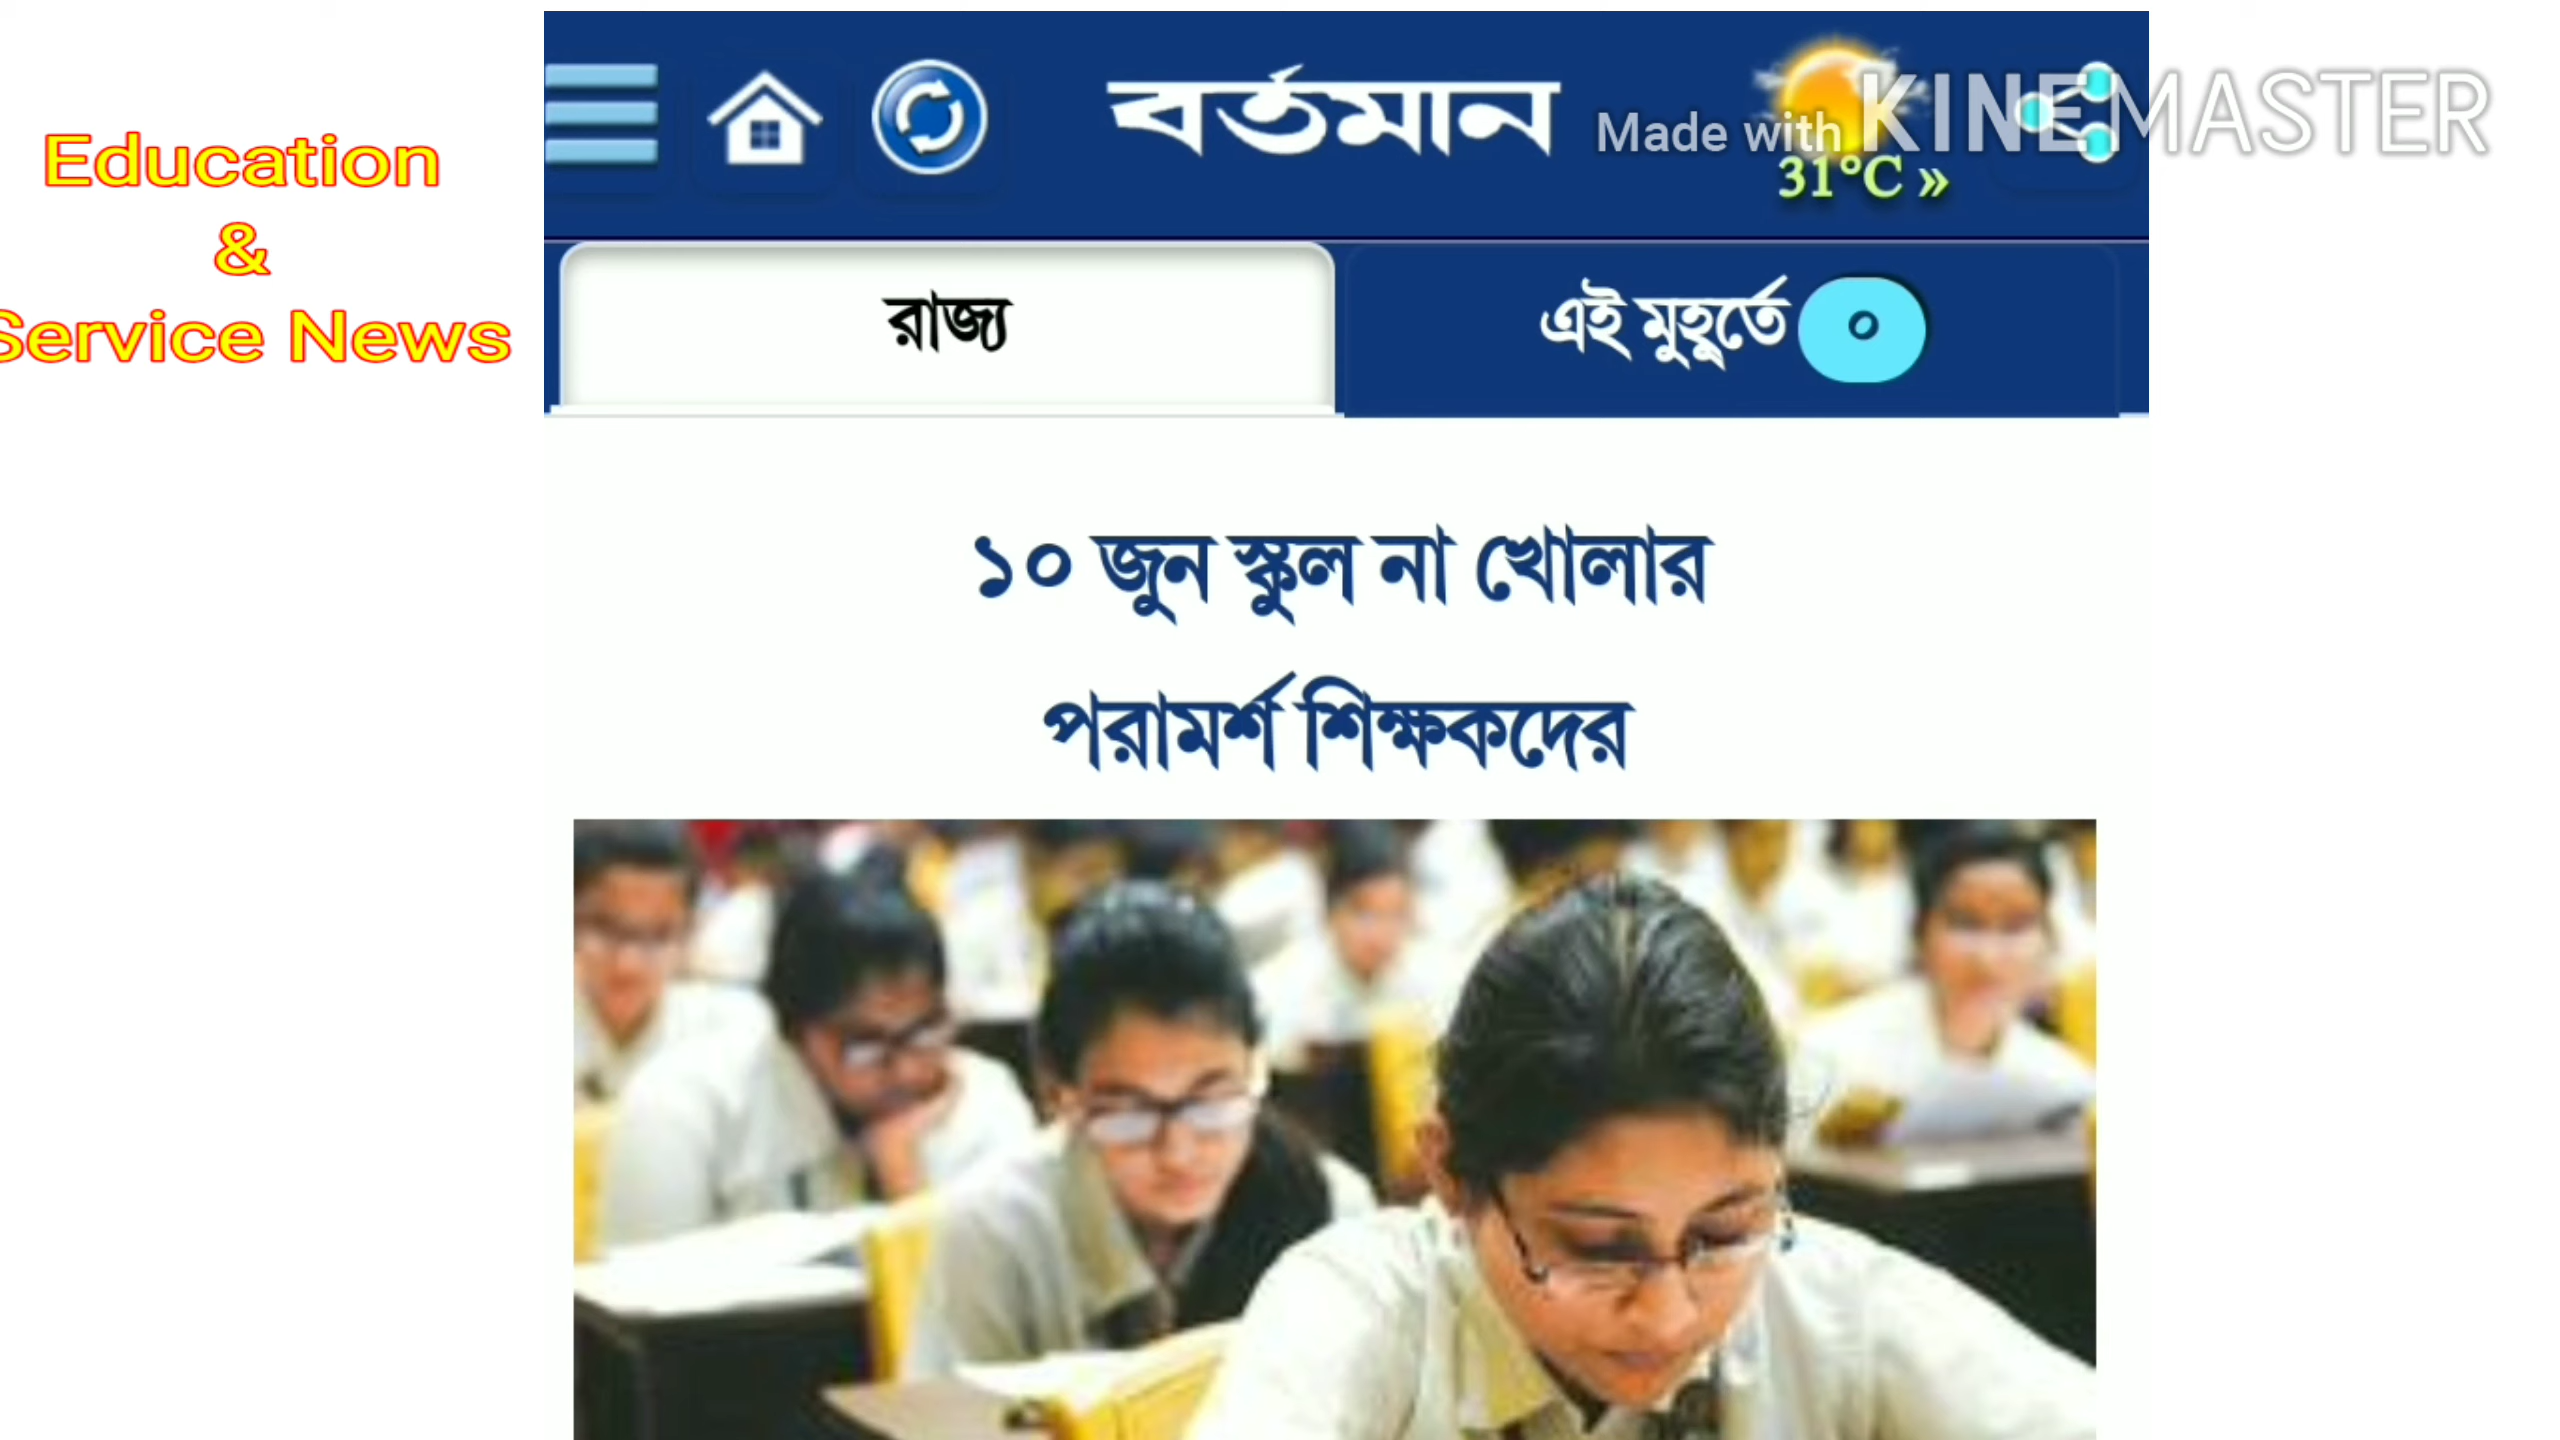 Education
&
Service News
বর্তমান
Made with KINEMASTER
31°C »
রাজ্য
এই মুহূর্তে ০
১০ জুন স্কুল না খোলার
পরামর্শ শিক্ষকদের